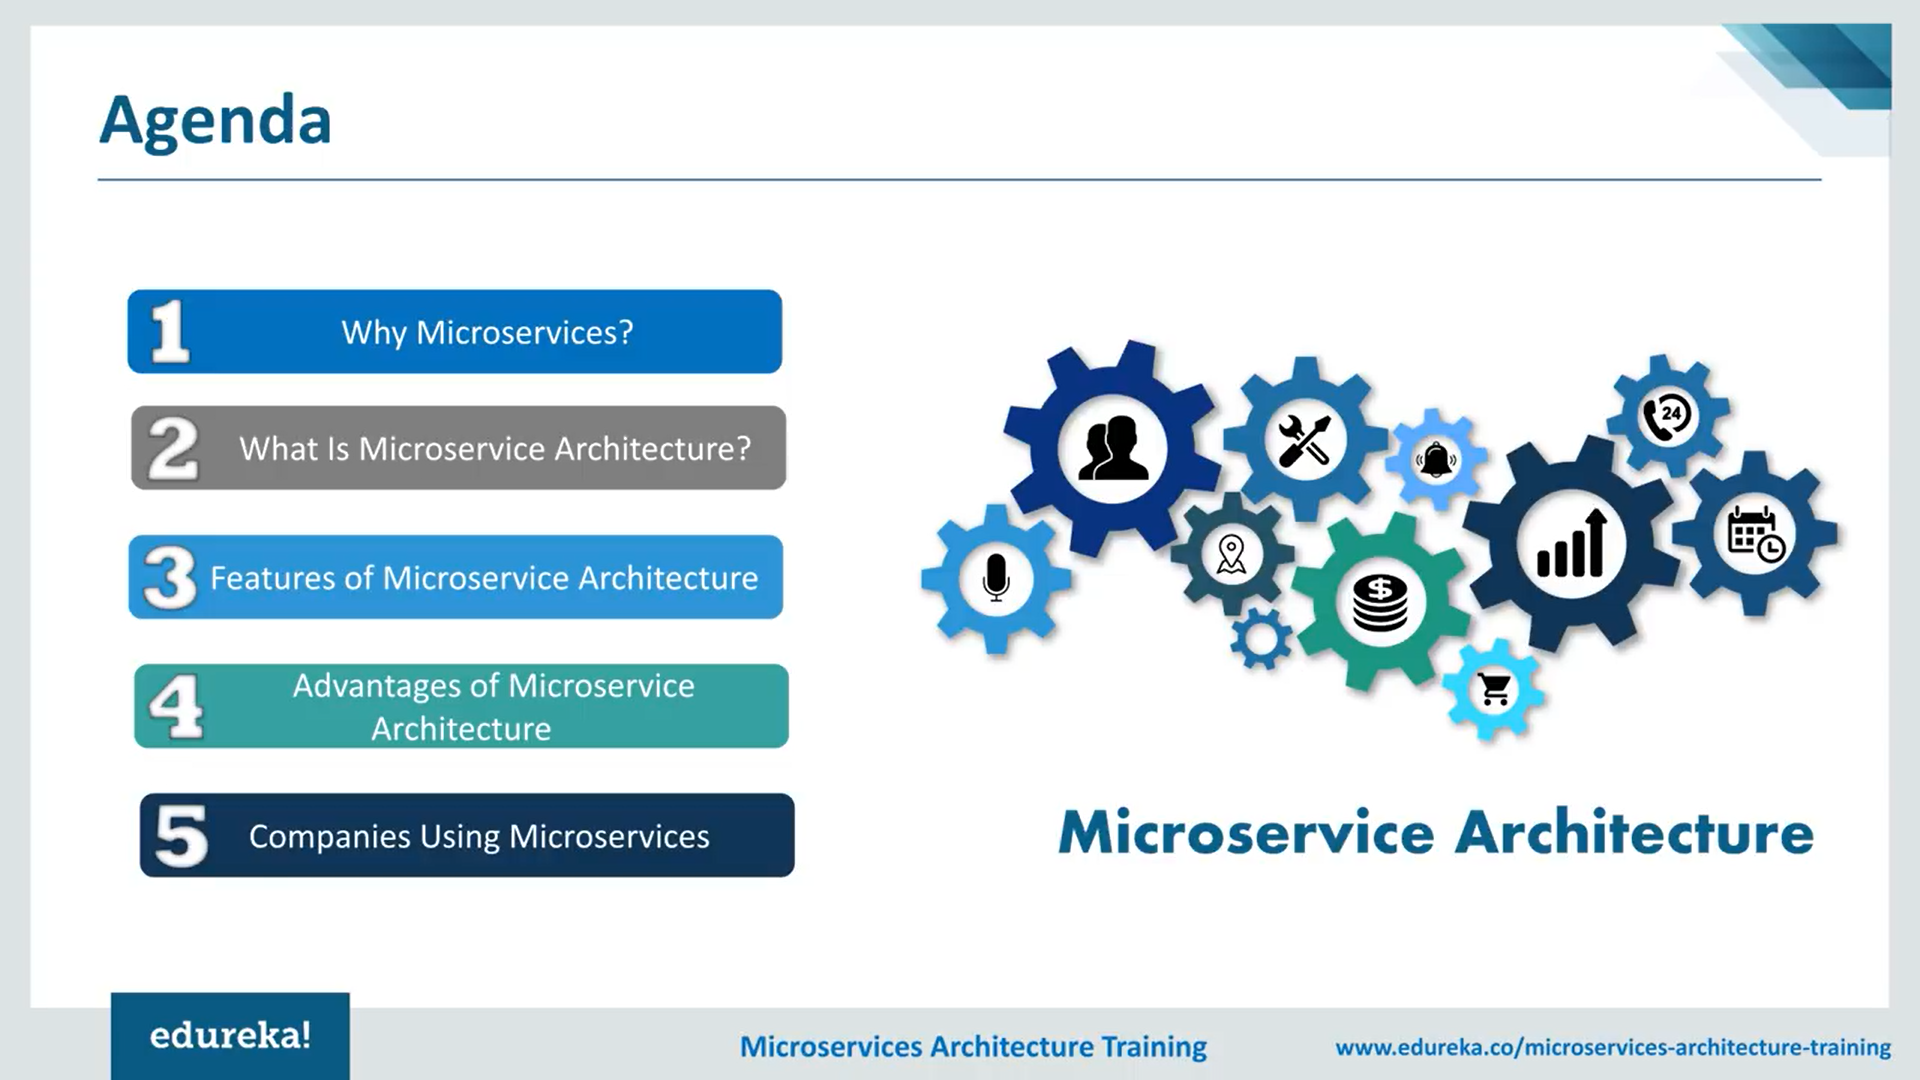 Agenda
1 Why Microservices?
2 What Is Microservice Architecture?
3 Features of Microservice Architecture
4 Advantages of Microservice
Architecture
5 Companies Using Microservices
24
$
Microservice Architecture
edureka!
Microservices Architecture Training
www.edureka.co/microservices-architecture-training